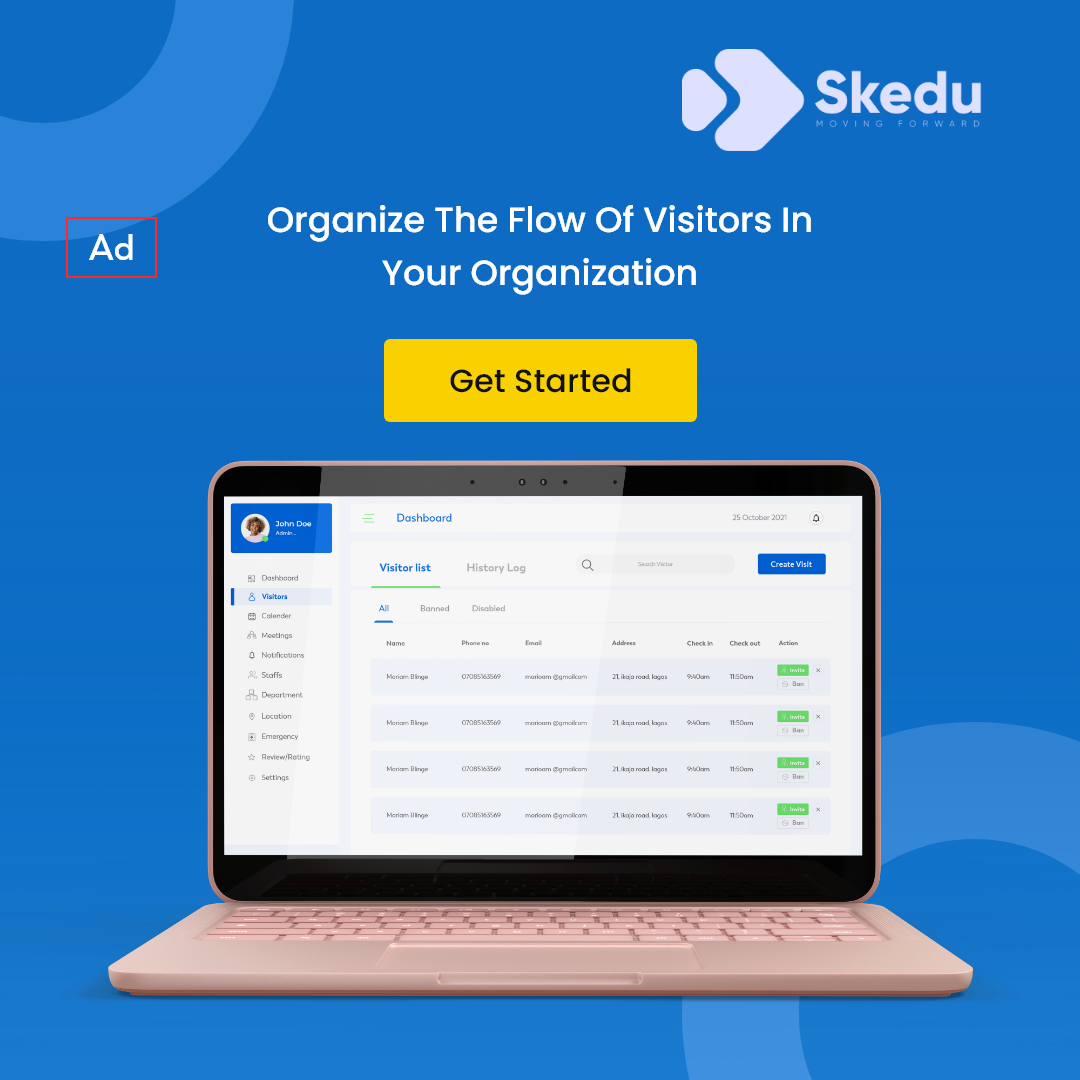 Skedu
MOVING FORWARD
Ad
Organize The Flow Of Visitors In
Your Organization
Get Started
John Doe
Admin..
Dashboard
Visitors
Calender
Meetings
Notifications
Staffs
Department
Location
Emergency
Review/Rating
Settings
Dashboard
25 October 2021
Visitor list
History Log
Search Visitor
Create Visit
All Banned Disabled
Name Phone no Email Address Check in Check out Action
Mariam Blinge 07085163569 marioam @gmailcom 21, ikaja road, lagos 9:40am 11:50am Invite ×
Ban
Mariam Blinge 07085163569 marioam @gmailcom 21, ikaja road, lagos 9:40am 11:50am Invite ×
Ban
Mariam Blinge 07085163569 marioam @gmailcom 21, ikaja road, lagos 9:40am 11:50am Invite ×
Ban
Mariam Blinge 07085163569 marioam @gmailcom 21, ikaja road, lagos 9:40am 11:50am Invite ×
Ban